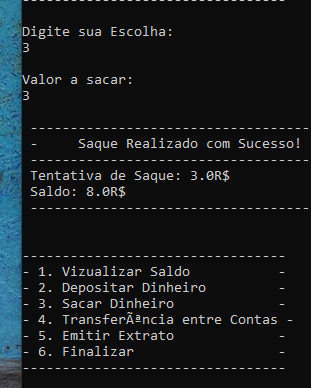 ---------------------------------
Digite sua Escolha:
3
Valor a sacar:
3
-----------------------------------
-     Saque Realizado com Sucesso!
-----------------------------------
Tentativa de Saque: 3.0R$
Saldo: 8.0R$
-----------------------------------
---------------------------------
- 1. Vizualizar Saldo           -
- 2. Depositar Dinheiro         -
- 3. Sacar Dinheiro             -
- 4. TransferÃªncia entre Contas -
- 5. Emitir Extrato             -
- 6. Finalizar                  -
---------------------------------